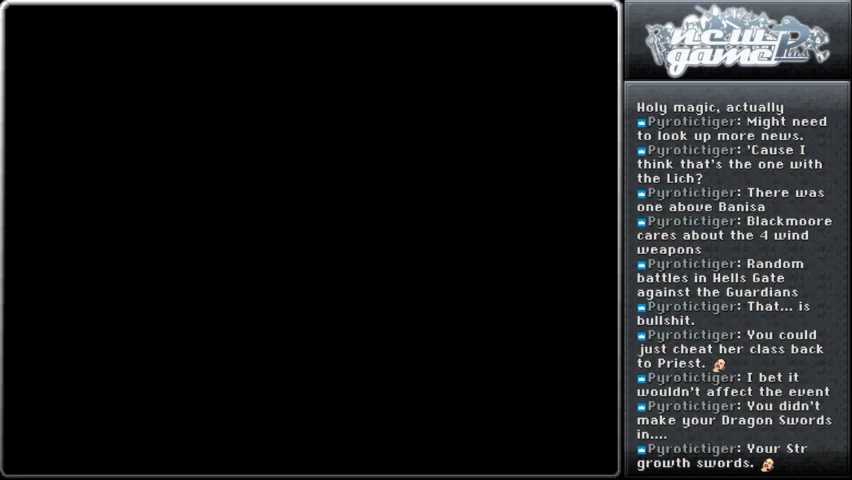 new
game Plus
Holy magic, actually
Pyrotictiger: Might need
to look up more news.
Pyrotictiger: 'Cause I
think that's the one with
the Lich?
Pyrotictiger: There was
one above Banisa
Pyrotictiger: Blackmoore
cares about the 4 wind
weapons
Pyrotictiger: Random
battles in Hells Gate
against the Guardians
Pyrotictiger: That... is
bullshit.
Pyrotictiger: You could
just cheat her class back
to Priest.
Pyrotictiger: I bet it
wouldn't affect the event
Pyrotictiger: You didn't
make your Dragon Swords
in....
Pyrotictiger: Your Str
growth swords.